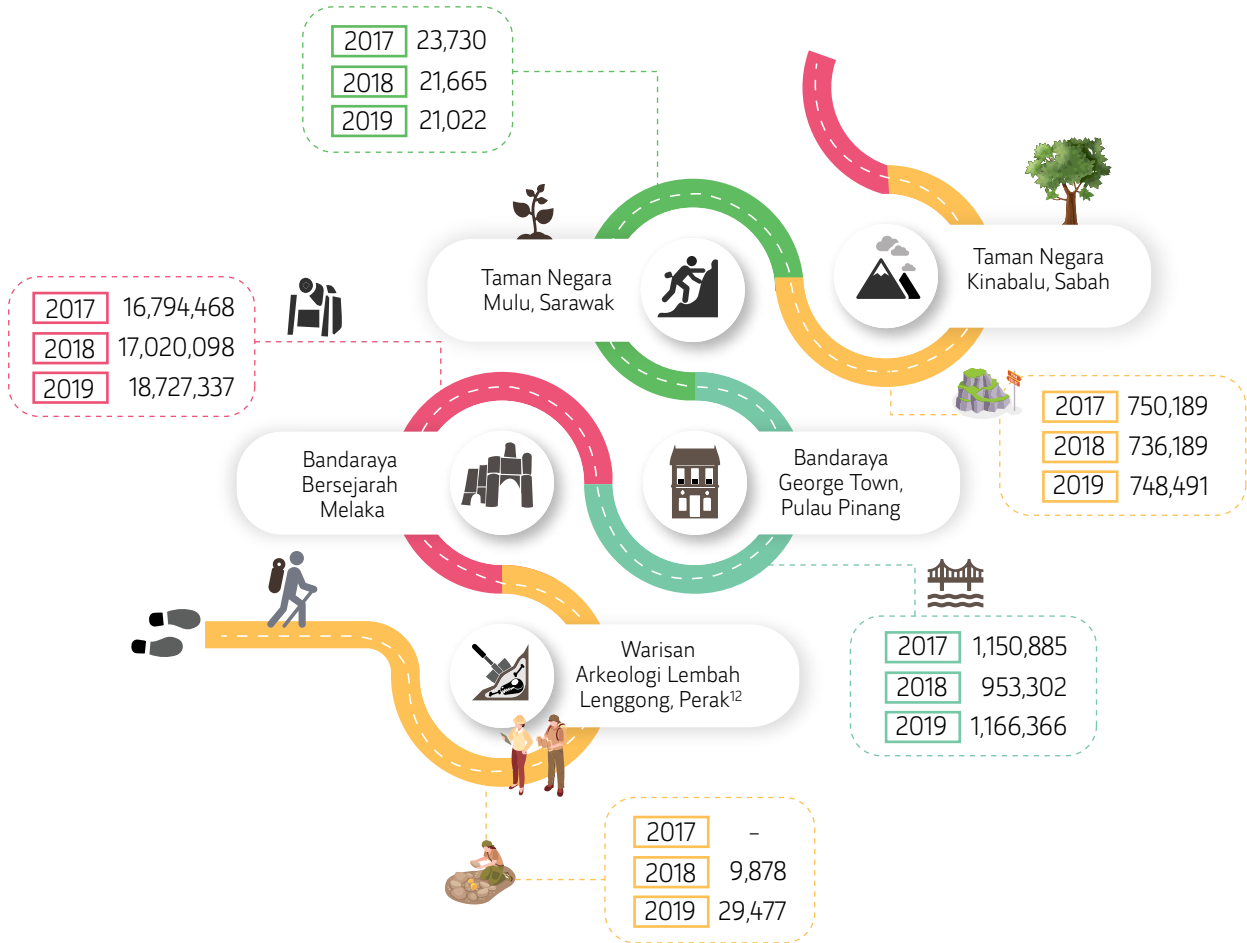 2017 23,730
2018 21,665
2019 21,022
Taman Negara
Mulu, Sarawak
Taman Negara
Kinabalu, Sabah
2017 16,794,468
2018 17,020,098
2019 18,727,337
2017 750,189
2018 736,189
2019 748,491
Bandaraya
Bersejarah
Melaka
Bandaraya
George Town,
Pulau Pinang
Warisan
Arkeologi Lembah
Lenggong, Perak¹²
2017 1,150,885
2018 953,302
2019 1,166,366
2017 -
2018 9,878
2019 29,477